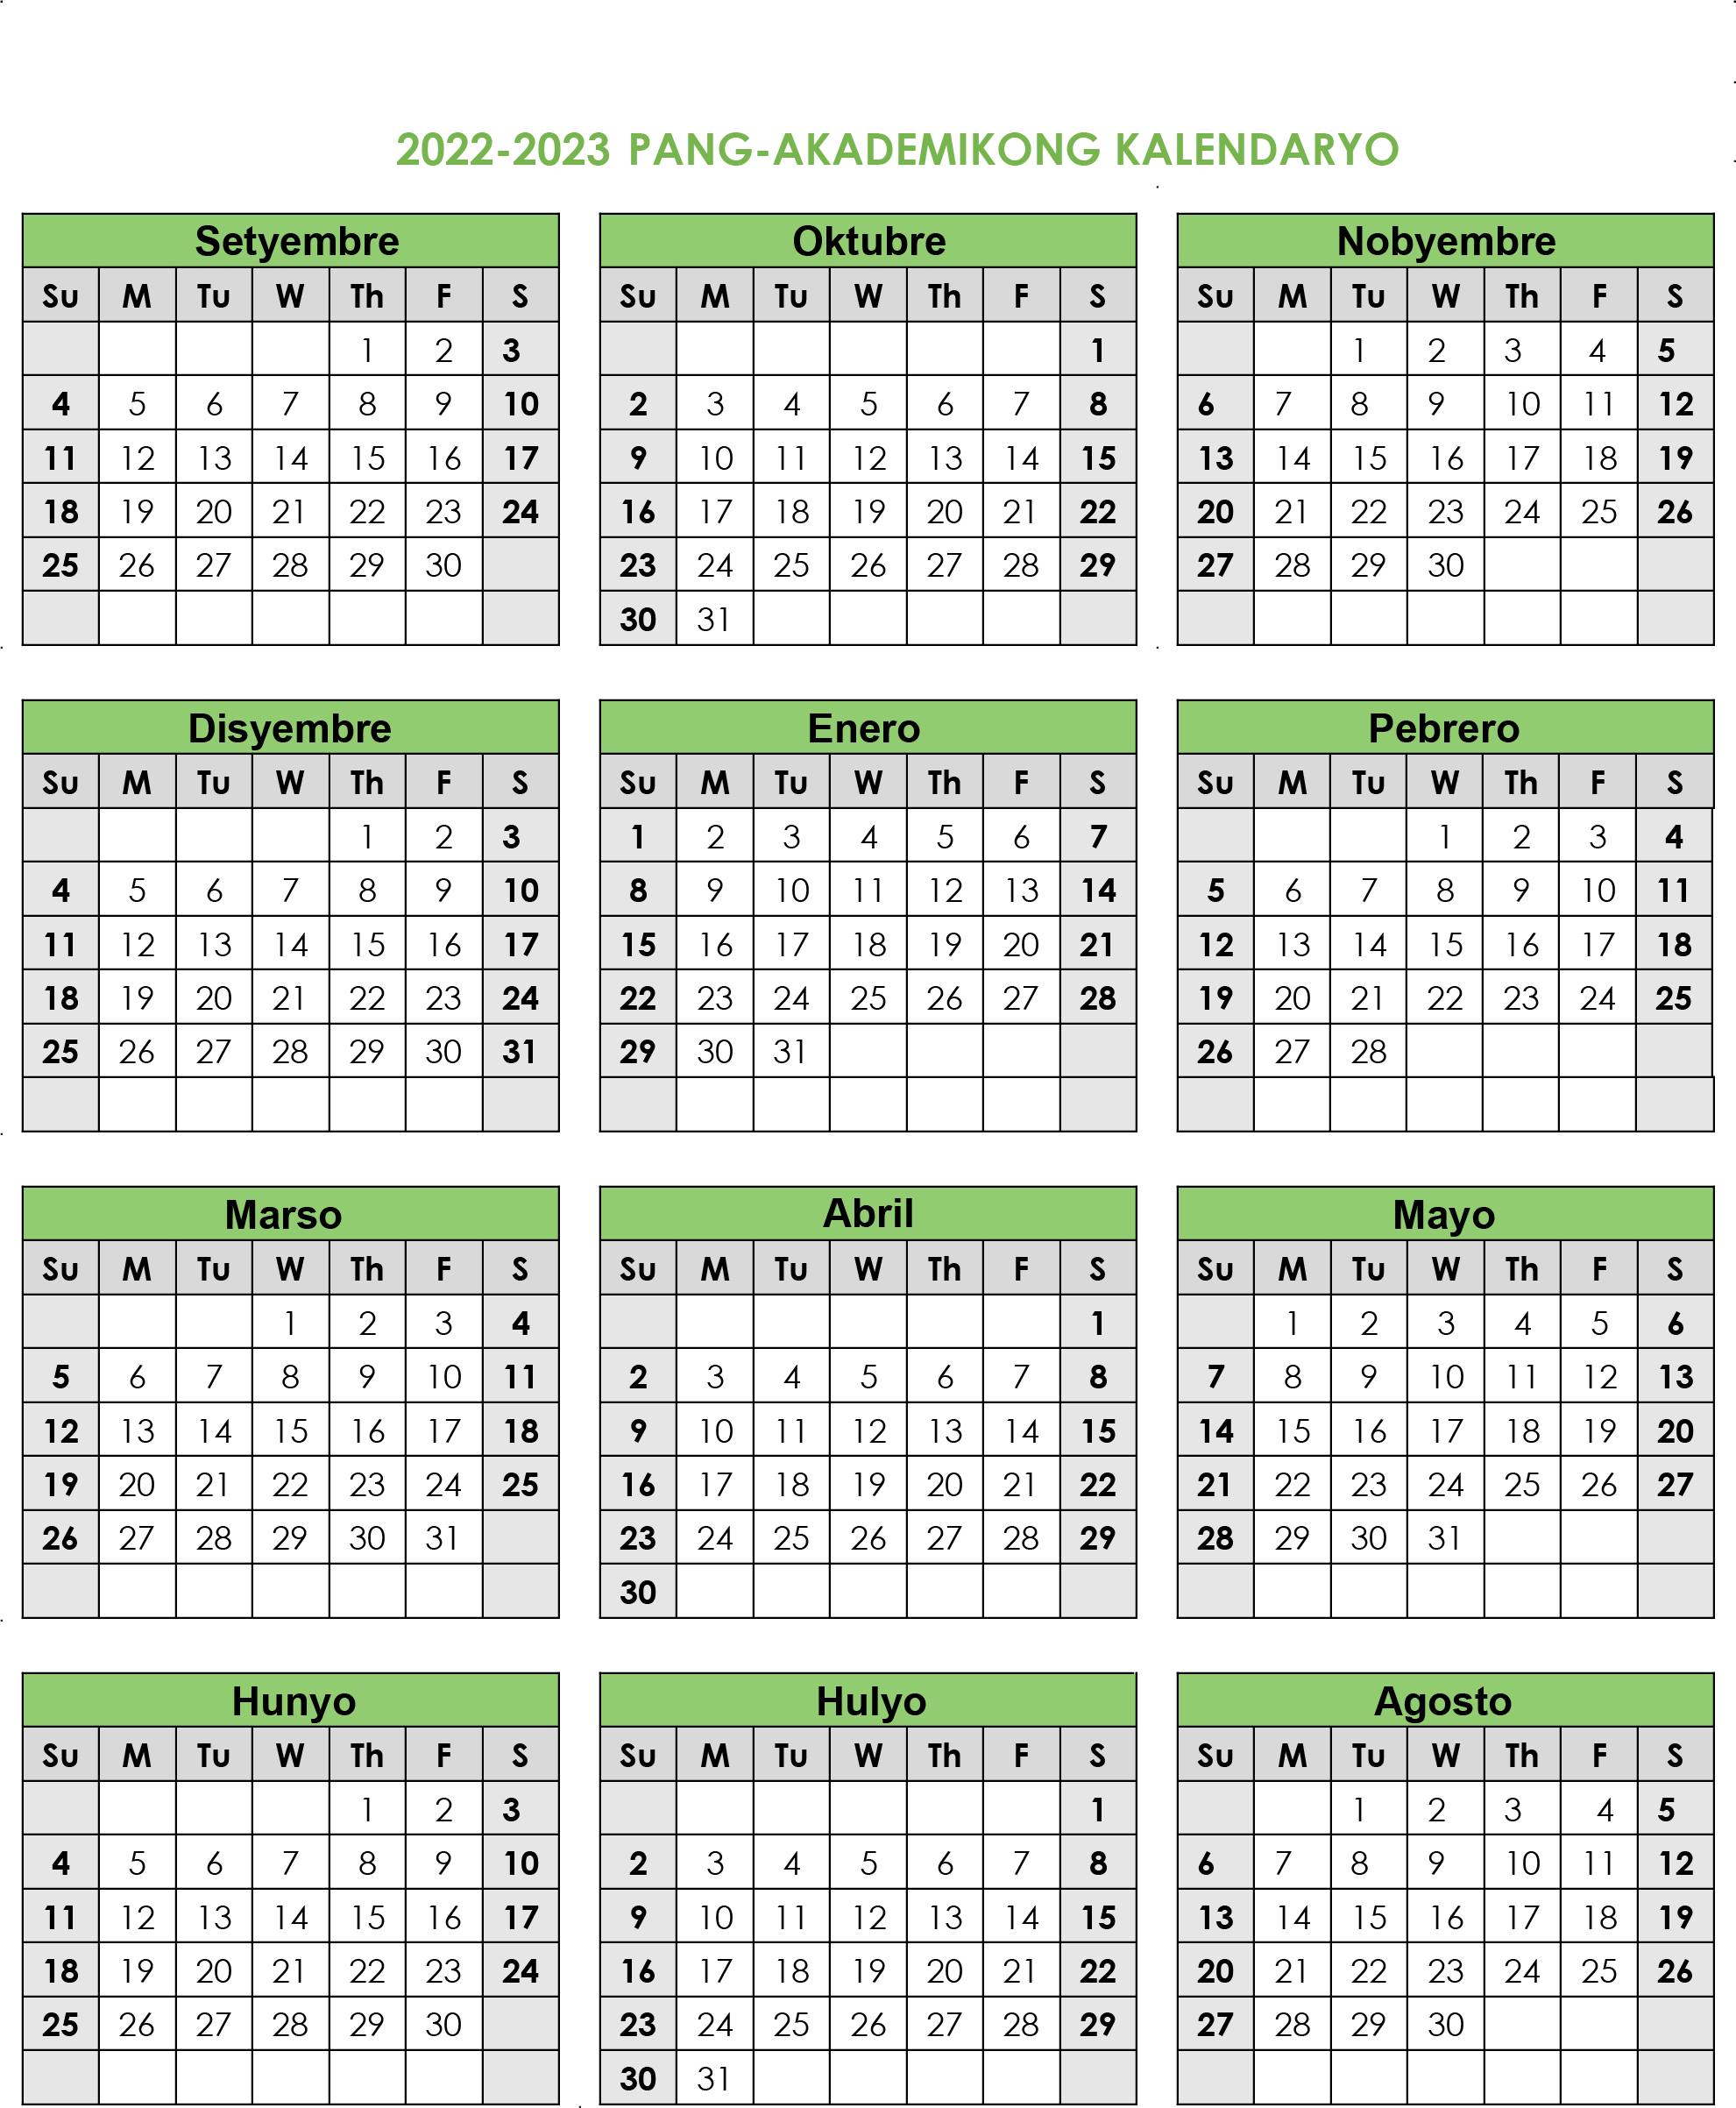 2022-2023 PANG-AKADEMIKONG KALENDARYO
Setyembre
Su M Tu W Th F S
1 2 3
4 5 6 7 8 9 10
11 12 13 14 15 16 17
18 19 20 21 22 23 24
25 26 27 28 29 30
Oktubre
Su M Tu W Th F S
1
2 3 4 5 6 7 8
9 10 11 12 13 14 15
16 17 18 19 20 21 22
23 24 25 26 27 28 29
30 31
Nobyembre
Su M Tu W Th F S
1 2 3 4 5
6 7 8 9 10 11 12
13 14 15 16 17 18 19
20 21 22 23 24 25 26
27 28 29 30
Disyembre
Su M Tu W Th F S
1 2 3
4 5 6 7 8 9 10
11 12 13 14 15 16 17
18 19 20 21 22 23 24
25 26 27 28 29 30 31
Enero
Su M Tu W Th F S
1 2 3 4 5 6 7
8 9 10 11 12 13 14
15 16 17 18 19 20 21
22 23 24 25 26 27 28
29 30 31
Pebrero
Su M Tu W Th F S
1 2 3 4
5 6 7 8 9 10 11
12 13 14 15 16 17 18
19 20 21 22 23 24 25
26 27 28
Marso
Su M Tu W Th F S
1 2 3 4
5 6 7 8 9 10 11
12 13 14 15 16 17 18
19 20 21 22 23 24 25
26 27 28 29 30 31
Abril
Su M Tu W Th F S
1
2 3 4 5 6 7 8
9 10 11 12 13 14 15
16 17 18 19 20 21 22
23 24 25 26 27 28 29
30
Mayo
Su M Tu W Th F S
1 2 3 4 5 6
7 8 9 10 11 12 13
14 15 16 17 18 19 20
21 22 23 24 25 26 27
28 29 30 31
Hunyo
Su M Tu W Th F S
1 2 3
4 5 6 7 8 9 10
11 12 13 14 15 16 17
18 19 20 21 22 23 24
25 26 27 28 29 30
Hulyo
Su M Tu W Th F S
1
2 3 4 5 6 7 8
9 10 11 12 13 14 15
16 17 18 19 20 21 22
23 24 25 26 27 28 29
30 31
Agosto
Su M Tu W Th F S
1 2 3 4 5
6 7 8 9 10 11 12
13 14 15 16 17 18 19
20 21 22 23 24 25 26
27 28 29 30